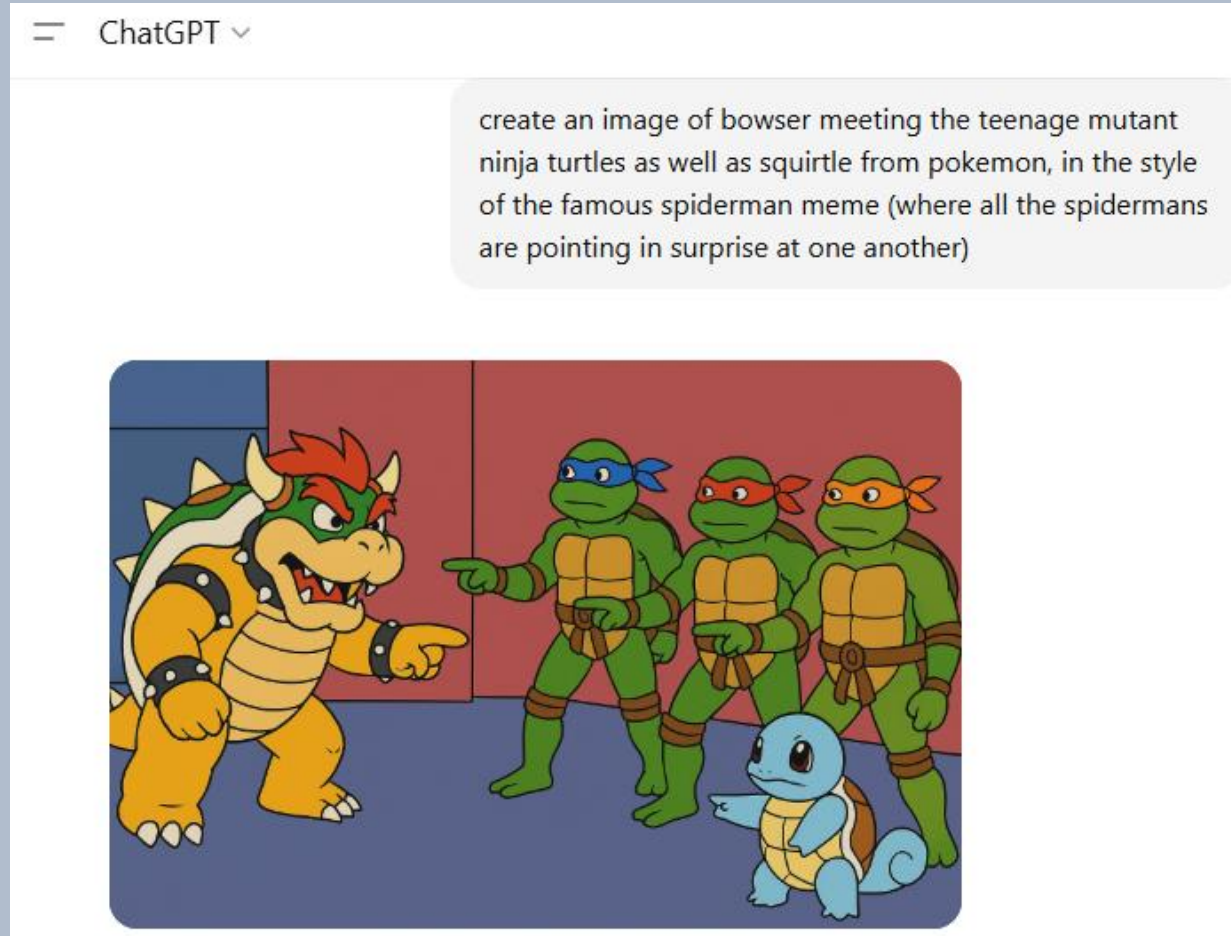 ChatGPT
create an image of bowser meeting the teenage mutant
ninja turtles as well as squirtle from pokemon, in the style
of the famous spiderman meme (where all the spidermans
are pointing in surprise at one another)